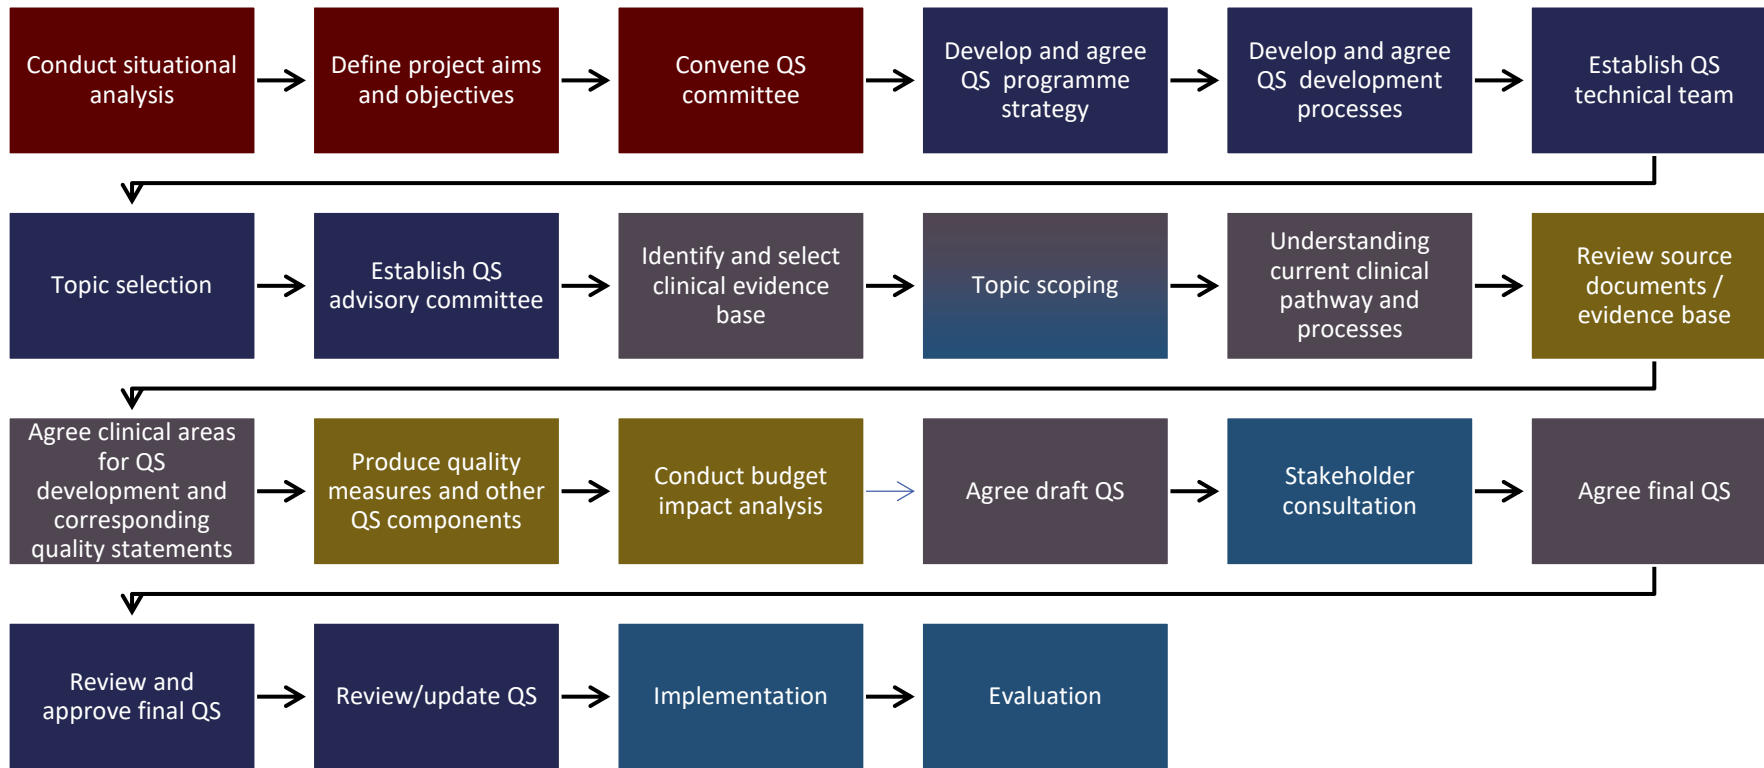 Conduct situational
analysis
Define project aims
and objectives
Convene QS
committee
Develop and agree
QS programme
strategy
Develop and agree
QS development
processes
Establish QS
technical team
Topic selection
Establish QS
advisory committee
Identify and select
clinical evidence
base
Topic scoping
Understanding
current clinical
pathway and
processes
Review source
documents /
evidence base
Agree clinical areas
for QS
development and
corresponding
quality statements
Produce quality
measures and other
QS components
Conduct budget
impact analysis
Agree draft QS
Stakeholder
consultation
Agree final QS
Review and
approve final QS
Review/update QS
Implementation
Evaluation